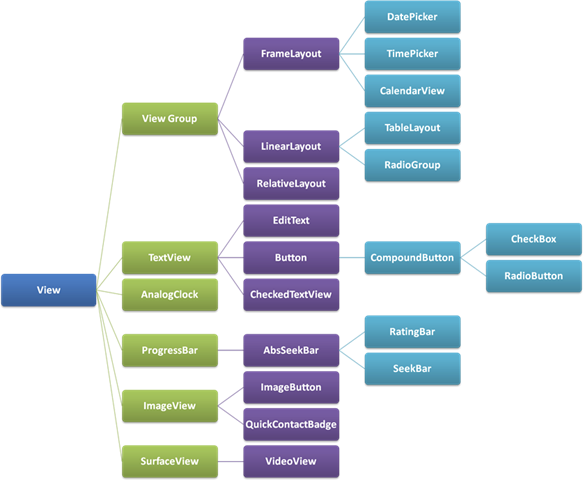 DatePicker
FrameLayout
TimePicker
CalendarView
View Group
TableLayout
LinearLayout
RadioGroup
RelativeLayout
EditText
CheckBox
TextView
Button
CompoundButton
RadioButton
View
AnalogClock
CheckedTextView
RatingBar
ProgressBar
AbsSeekBar
SeekBar
ImageButton
ImageView
QuickContactBadge
SurfaceView
VideoView